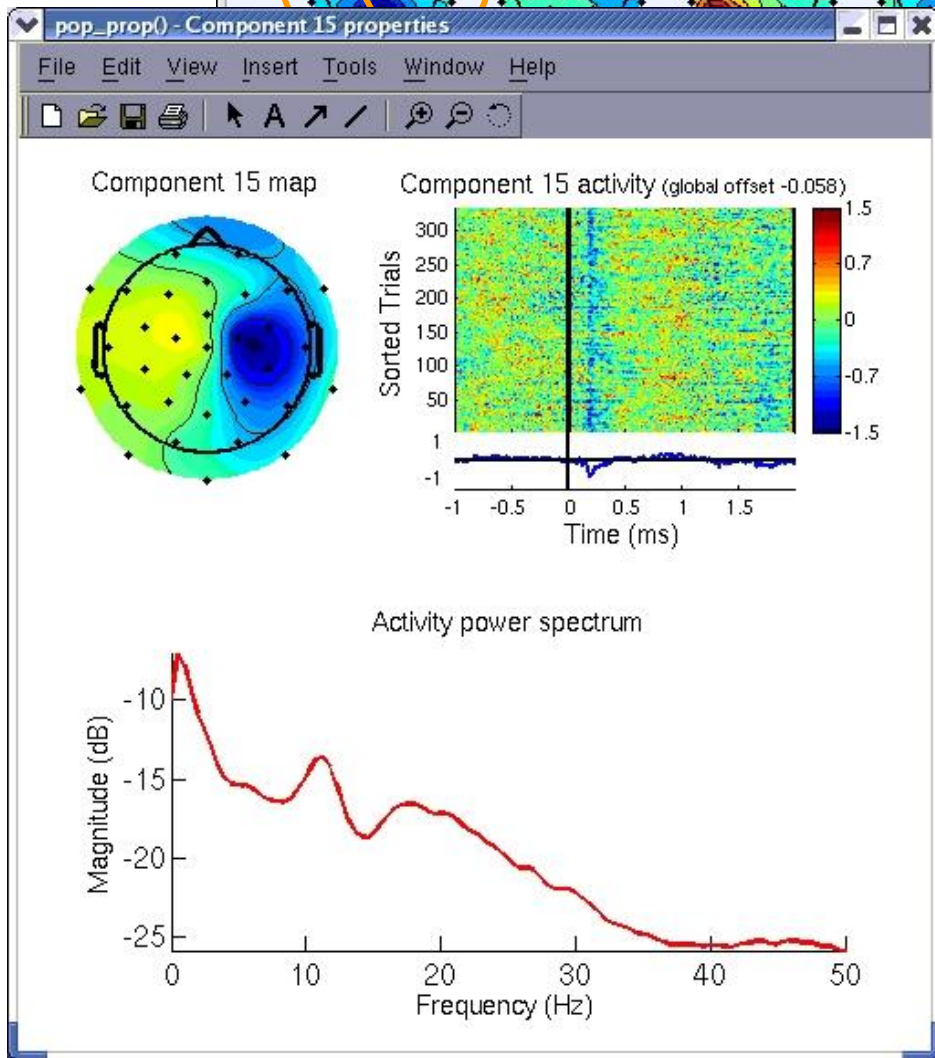 pop_prop() - Component 15 properties
File Edit View Insert Tools Window Help
A
Component 15 map
Component 15 activity (global offset -0.058)
Sorted Trials
300
250
200
150
100
50
1.5
0.7
0
-0.7
-1.5
1
-1
-1 -0.5 0 0.5 1 1.5
Time (ms)
Activity power spectrum
Magnitude (dB)
-10
-15
-20
-25
0 10 20 30 40 50
Frequency (Hz)